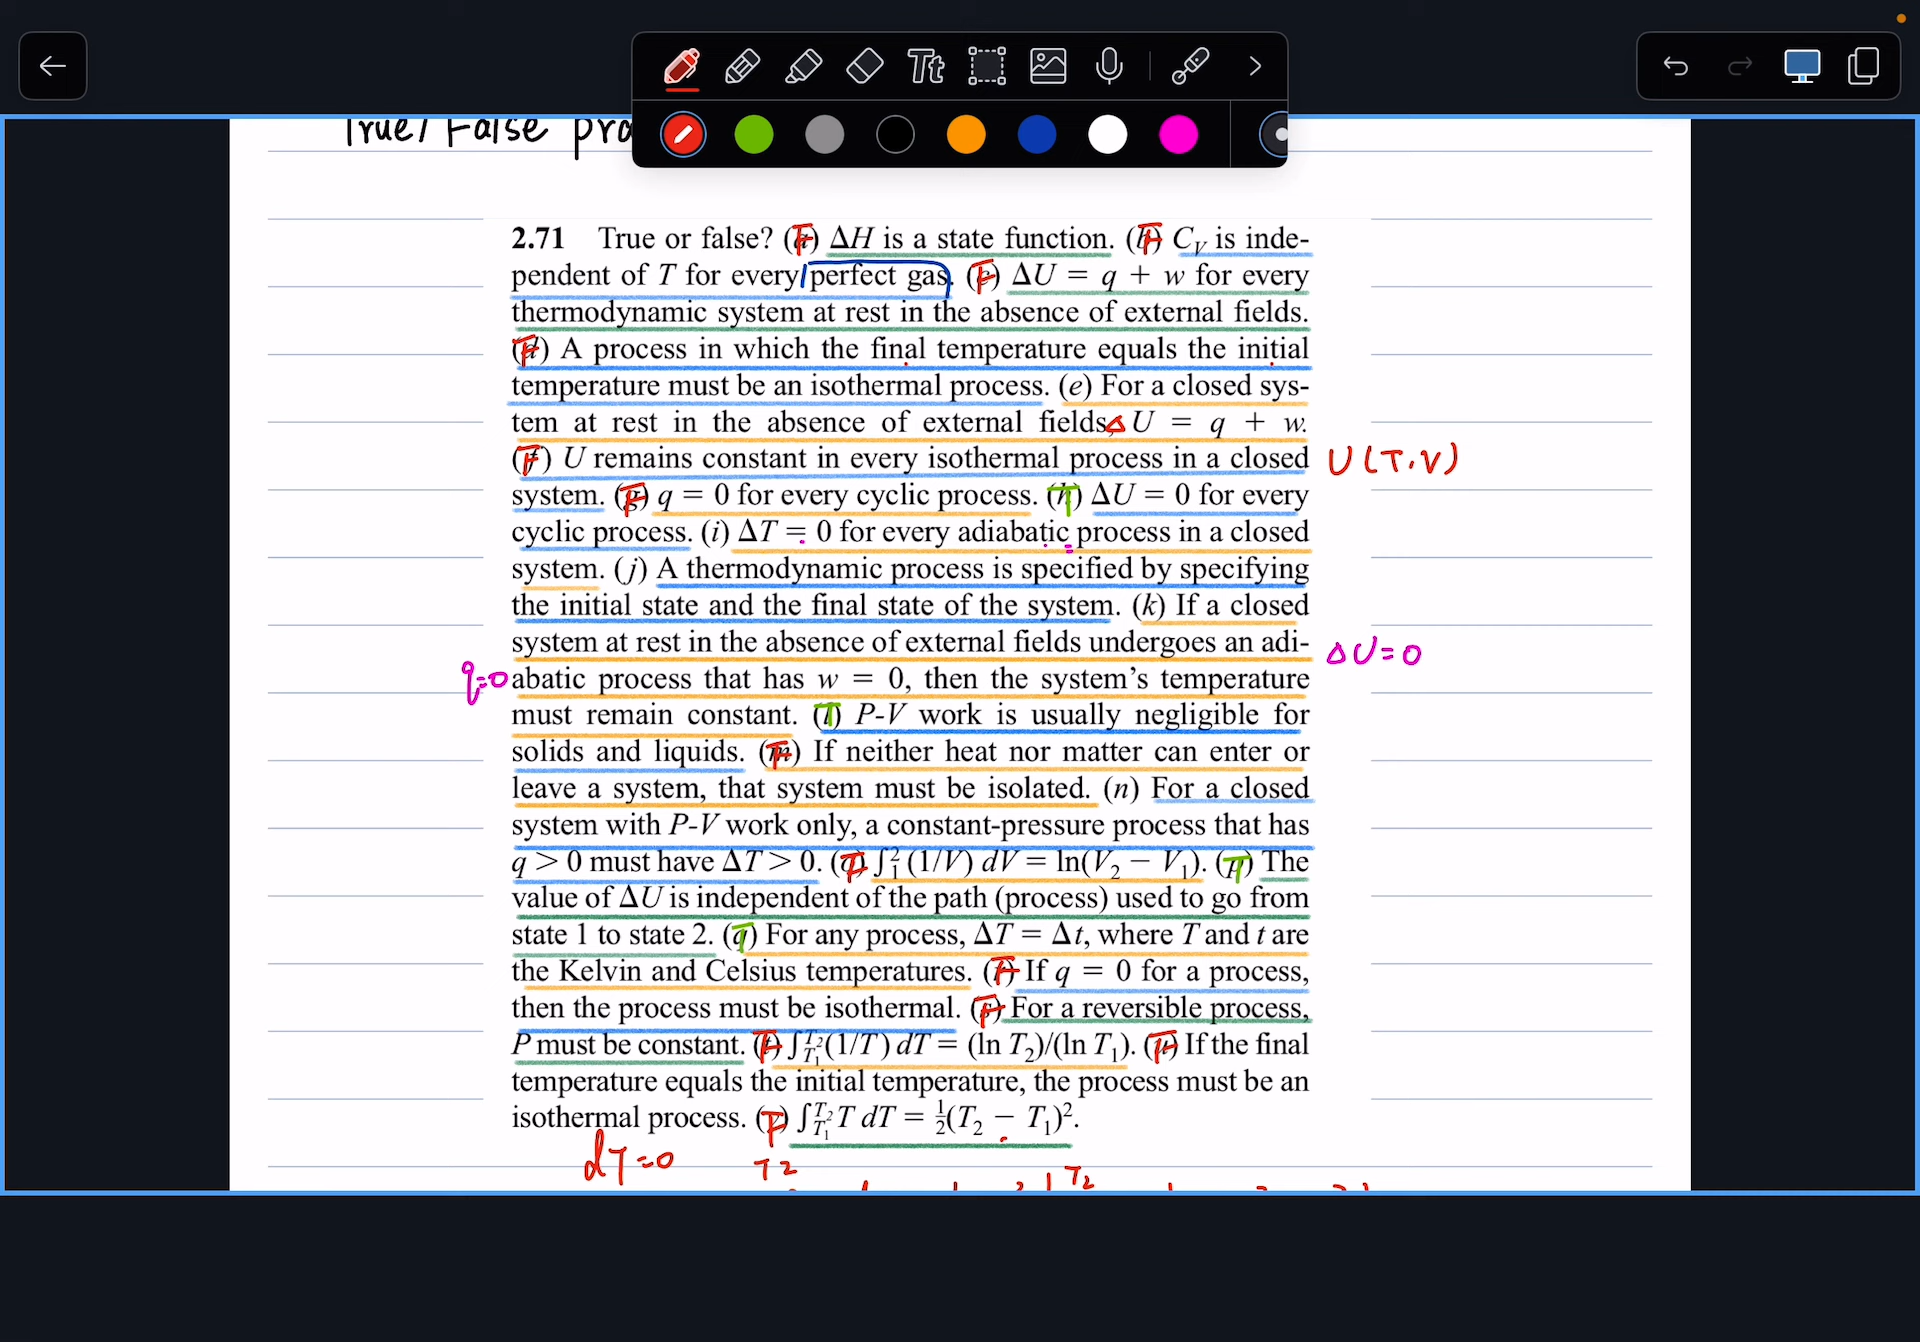 Tt
True/ False pro
2.71 True or false? (F) ΔH is a state function. (F) C_V is inde-
pendent of T for every perfect gas. (F) ΔU = q + w for every
thermodynamic system at rest in the absence of external fields.
(F) A process in which the final temperature equals the initial
temperature must be an isothermal process. (e) For a closed sys-
tem at rest in the absence of external fields, Δ U = q + w.
(F) U remains constant in every isothermal process in a closed U(T,V)
system. (F) q = 0 for every cyclic process. (T) ΔU = 0 for every
cyclic process. (i) ΔT = 0 for every adiabatic process in a closed
system. (j) A thermodynamic process is specified by specifying
the initial state and the final state of the system. (k) If a closed
system at rest in the absence of external fields undergoes an adi- ΔU=0
q=0 abatic process that has w = 0, then the system's temperature
must remain constant. (T) P-V work is usually negligible for
solids and liquids. (F) If neither heat nor matter can enter or
leave a system, that system must be isolated. (n) For a closed
system with P-V work only, a constant-pressure process that has
q > 0 must have ΔT > 0. (F) ∫₁² (1/V) dV = ln(V₂ − V₁). (T) The
value of ΔU is independent of the path (process) used to go from
state 1 to state 2. (T) For any process, ΔT = Δt, where T and t are
the Kelvin and Celsius temperatures. (F) If q = 0 for a process,
then the process must be isothermal. (F) For a reversible process,
P must be constant. (F) ∫_{T₁}^{T₂} (1/T) dT = (ln T₂)/(ln T₁). (F) If the final
temperature equals the initial temperature, the process must be an
isothermal process. (F) ∫_{T₁}^{T₂} T dT = ½(T₂ − T₁)².
dT=0 T2 T2